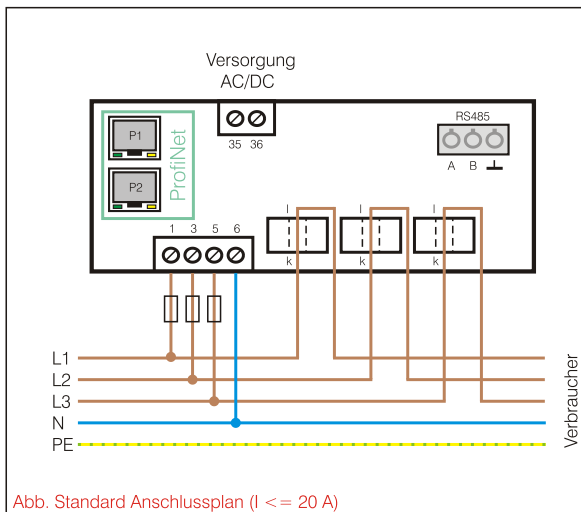 Versorgung
AC/DC
P1
P2
ProfiNet
35 36
RS485
A B
1 3 5 6
l l l
k k k
L1
L2
L3
N
PE
Verbraucher
Abb. Standard Anschlussplan (I <= 20 A)